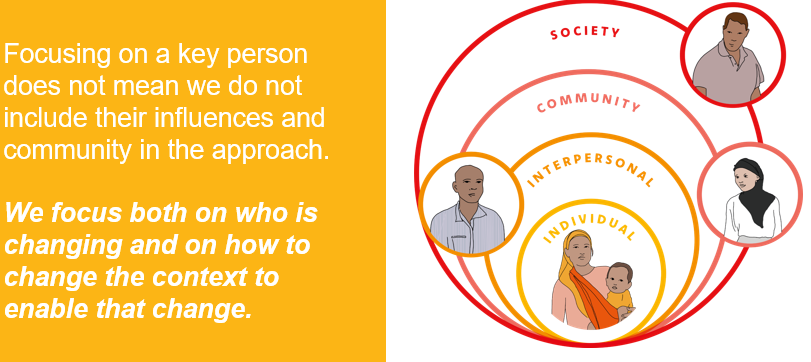 Focusing on a key person
does not mean we do not
include their influences and
community in the approach.
We focus both on who is
changing and on how to
change the context to
enable that change.
SOCIETY
COMMUNITY
INTERPERSONAL
INDIVIDUAL